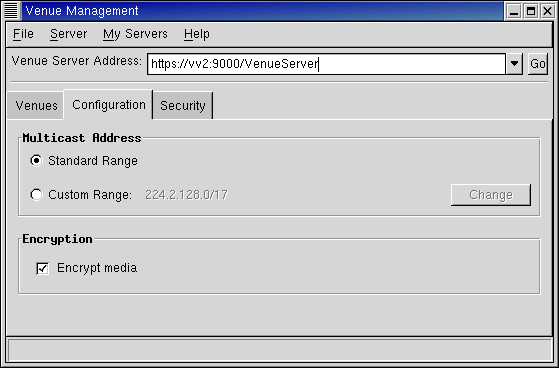 Venue Management
File Server My Servers Help
Venue Server Address: https://vv2:9000/VenueServer Go
Venues Configuration Security
Multicast Address
Standard Range
Custom Range: 224.2.128.0/17 Change
Encryption
Encrypt media